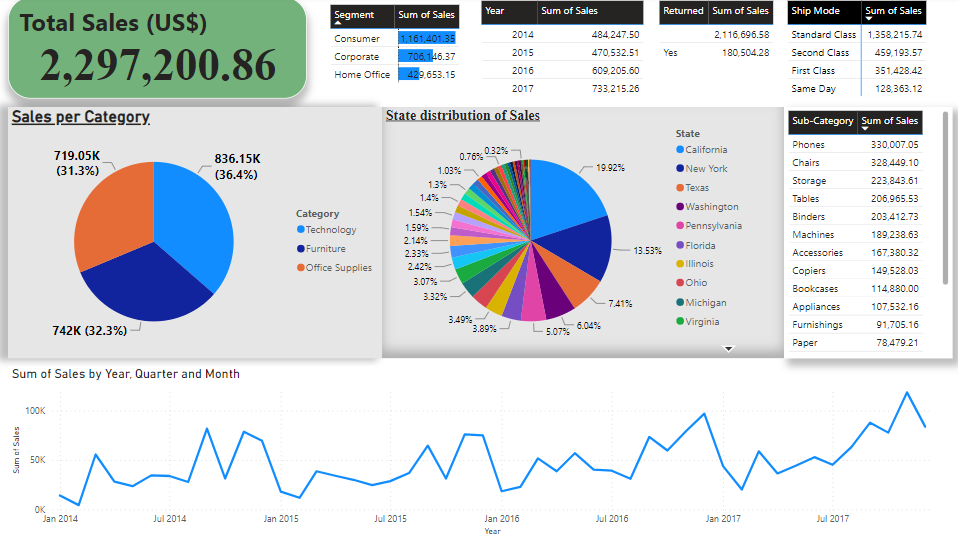 Total Sales (US$)
2,297,200.86
Segment Sum of Sales
Consumer 1,161,401.35
Corporate 706,146.37
Home Office 429,653.15
Year Sum of Sales
2014 484,247.50
2015 470,532.51
2016 609,205.60
2017 733,215.26
Returned Sum of Sales
2,116,696.58
Yes 180,504.28
Ship Mode Sum of Sales
Standard Class 1,358,215.74
Second Class 459,193.57
First Class 351,428.42
Same Day 128,363.12
Sales per Category
719.05K
(31.3%)
836.15K
(36.4%)
742K (32.3%)
Category
Technology
Furniture
Office Supplies
State distribution of Sales
0.32%
0.76%
1.03%
1.3%
1.4%
1.54%
1.59%
2.14%
2.33%
2.42%
3.07%
3.32%
3.49%
3.89%
5.07%
6.04%
7.41%
13.53%
19.92%
State
California
New York
Texas
Washington
Pennsylvania
Florida
Illinois
Ohio
Michigan
Virginia
Sub-Category Sum of Sales
Phones 330,007.05
Chairs 328,449.10
Storage 223,843.61
Tables 206,965.53
Binders 203,412.73
Machines 189,238.63
Accessories 167,380.32
Copiers 149,528.03
Bookcases 114,880.00
Appliances 107,532.16
Furnishings 91,705.16
Paper 78,479.21
Sum of Sales by Year, Quarter and Month
Sum of Sales
100K
50K
0K
Jan 2014 Jul 2014 Jan 2015 Jul 2015 Jan 2016 Jul 2016 Jan 2017 Jul 2017
Year